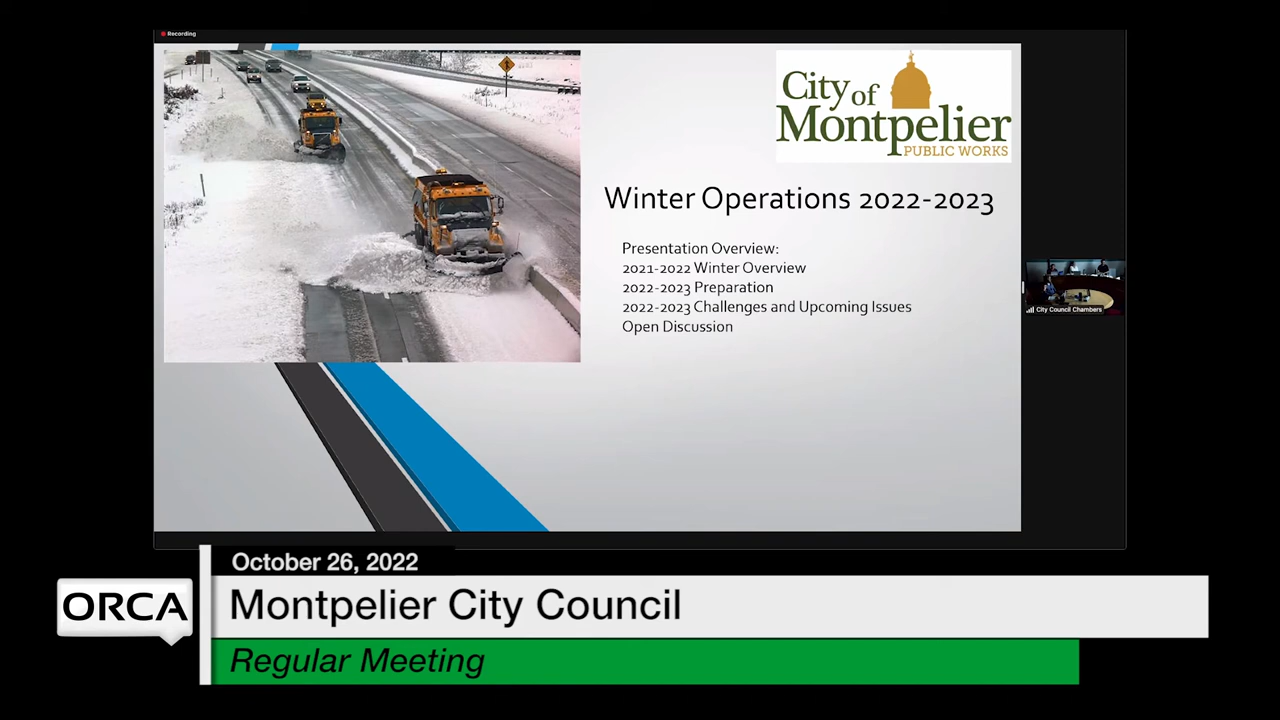 Recording
City of
Montpelier
PUBLIC WORKS
Winter Operations 2022-2023
Presentation Overview:
2021-2022 Winter Overview
2022-2023 Preparation
2022-2023 Challenges and Upcoming Issues
Open Discussion
City Council Chambers
October 26, 2022
ORCA
Montpelier City Council
Regular Meeting